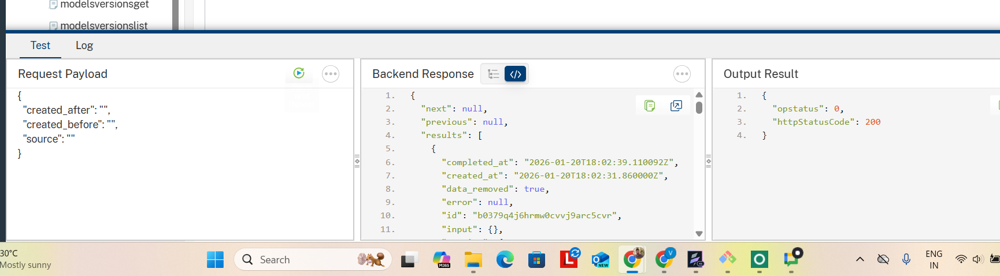 modelsversionsget
modelsversionslist
Test
Log
Request Payload
{
"created_after": "",
"created_before": "",
"source": ""
}
Backend Response
</>
1. {
2. "next": null,
3. "previous": null,
4. "results": [
5. {
6. "completed_at": "2026-01-20T18:02:39.110092Z",
7. "created_at": "2026-01-20T18:02:31.860000Z",
8. "data_removed": true,
9. "error": null,
10. "id": "b0379q4j6hrmw0cvvj9arc5cvr",
11. "input": {},
Output Result
1. {
2. "opstatus": 0,
3. "httpStatusCode": 200
4. }
30°C
Mostly sunny
Search
M365
L
NEW
V
ENG
IN